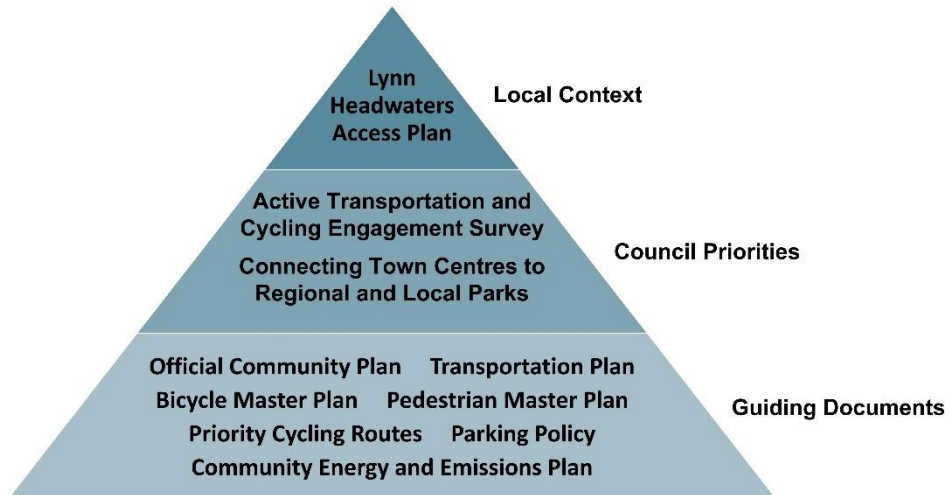 Lynn
Headwaters
Access Plan
Local Context
Active Transportation and
Cycling Engagement Survey
Connecting Town Centres to
Regional and Local Parks
Council Priorities
Official Community Plan Transportation Plan
Bicycle Master Plan Pedestrian Master Plan
Priority Cycling Routes Parking Policy
Community Energy and Emissions Plan
Guiding Documents